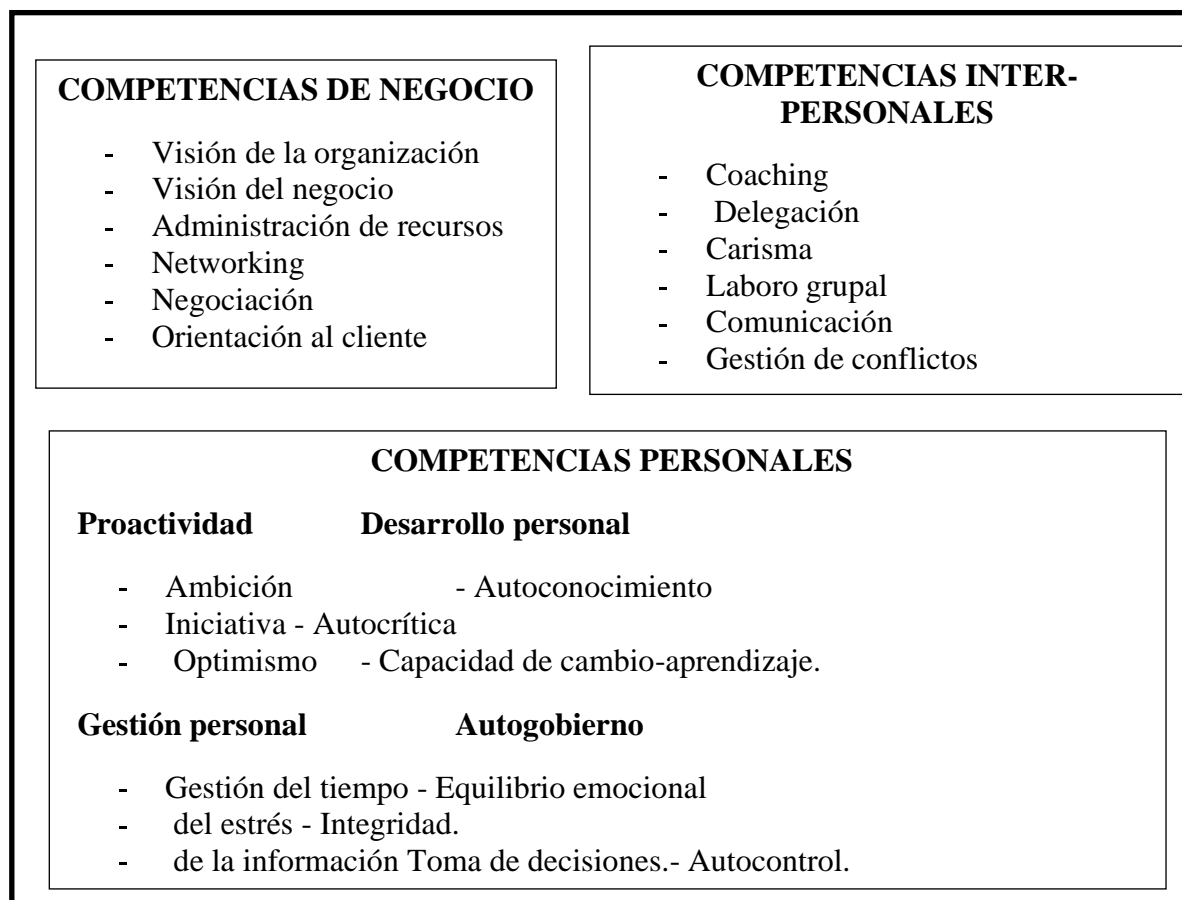 COMPETENCIAS DE NEGOCIO
- Visión de la organización
- Visión del negocio
- Administración de recursos
- Networking
- Negociación
- Orientación al cliente
COMPETENCIAS INTER-
PERSONALES
- Coaching
- Delegación
- Carisma
- Laboro grupal
- Comunicación
- Gestión de conflictos
COMPETENCIAS PERSONALES
Proactividad Desarrollo personal
- Ambición - Autoconocimiento
- Iniciativa - Autocrítica
- Optimismo - Capacidad de cambio-aprendizaje.
Gestión personal Autogobierno
- Gestión del tiempo - Equilibrio emocional
- del estrés - Integridad.
- de la información Toma de decisiones.- Autocontrol.